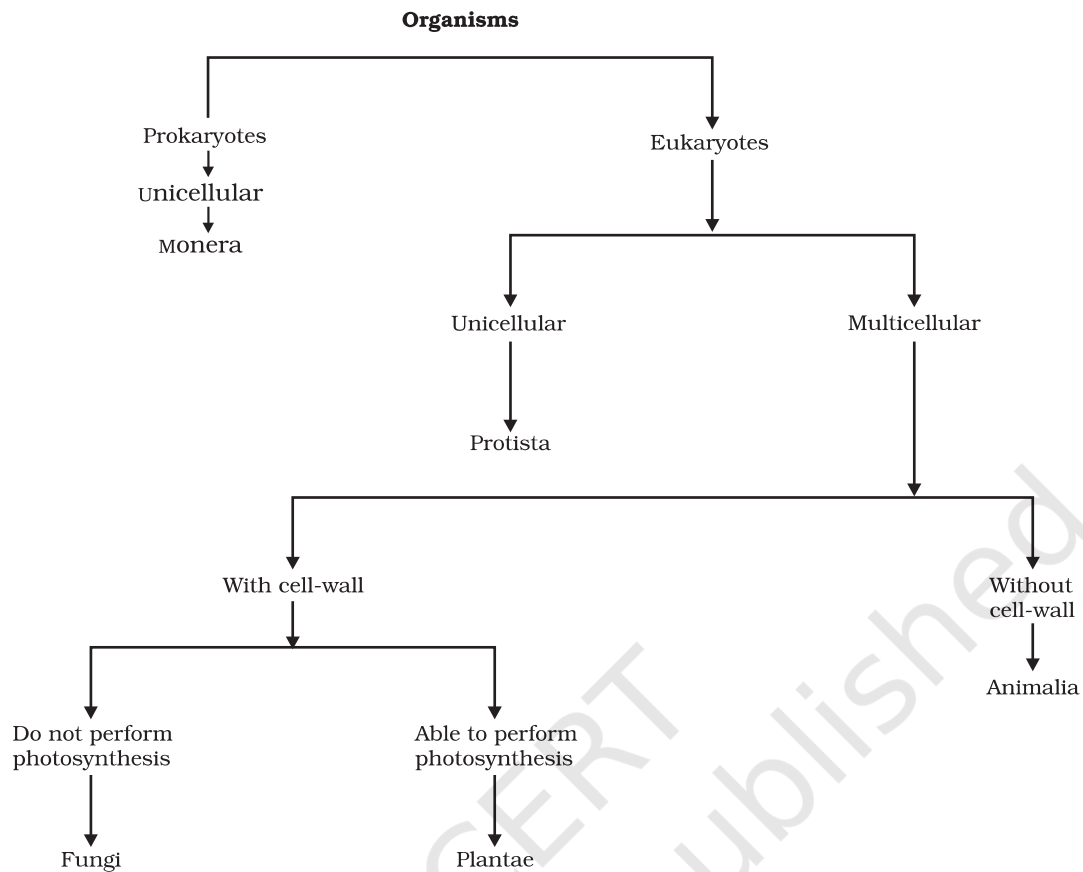 Organisms
Prokaryotes
Eukaryotes
Unicellular
Monera
Unicellular
Multicellular
Protista
With cell-wall
Without
cell-wall
Animalia
Do not perform
photosynthesis
Able to perform
photosynthesis
Fungi
Plantae